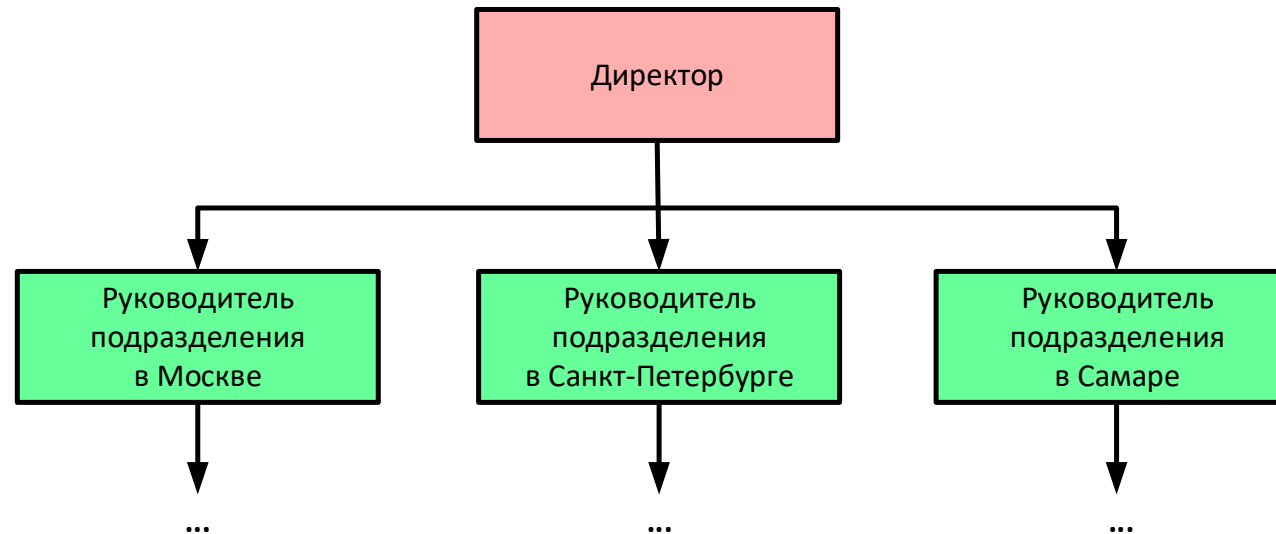 Директор
Руководитель
подразделения
в Москве
Руководитель
подразделения
в Санкт-Петербурге
Руководитель
подразделения
в Самаре
...
...
...